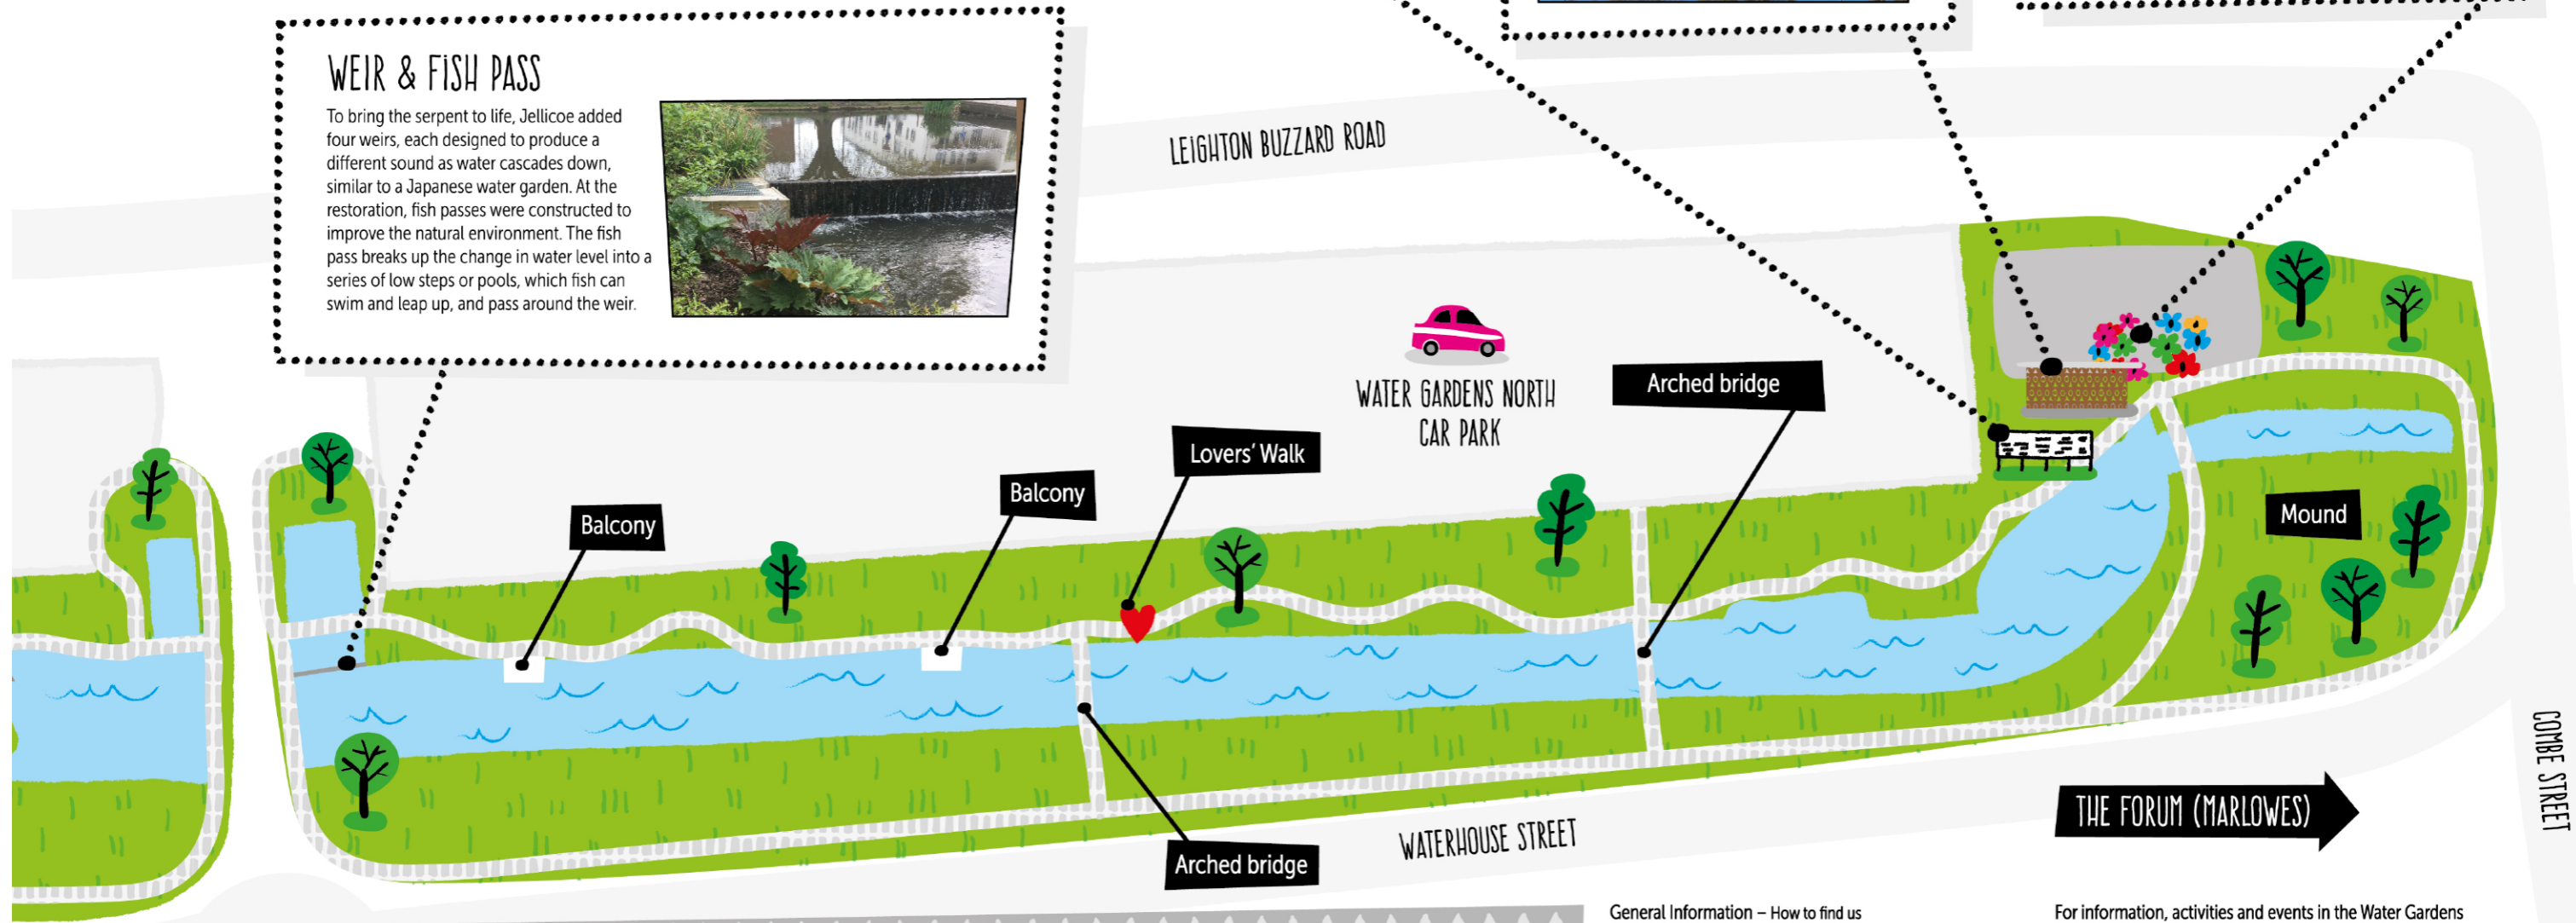 WEIR & FISH PASS
To bring the serpent to life, Jellicoe added
four weirs, each designed to produce a
different sound as water cascades down,
similar to a Japanese water garden. At the
restoration, fish passes were constructed to
improve the natural environment. The fish
pass breaks up the change in water level into a
series of low steps or pools, which fish can
swim and leap up, and pass around the weir.
LEIGHTON BUZZARD ROAD
WATER GARDENS NORTH
CAR PARK
Arched bridge
Lovers' Walk
Balcony
Balcony
Mound
Arched bridge
WATERHOUSE STREET
THE FORUM (MARLOWES)
COMBE STREET
General Information – How to find us
For information, activities and events in the Water Gardens